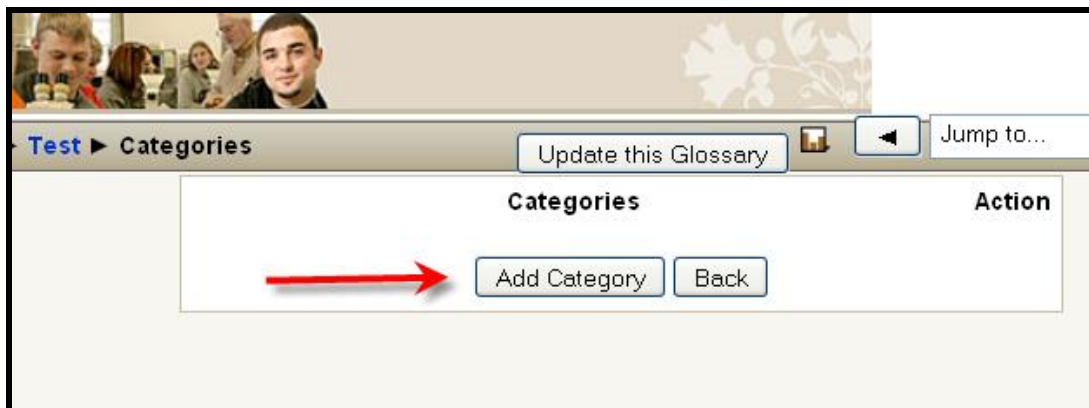 Test ► Categories
Update this Glossary
◄
Jump to...
Categories
Action
Add Category
Back